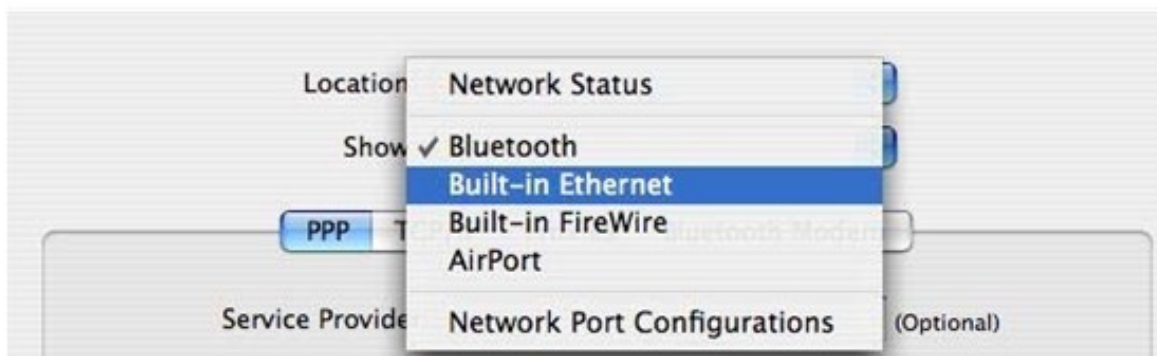 Location
Network Status
Show ✓ Bluetooth
Built-in Ethernet
Built-in FireWire
PPP
AirPort
Service Provide
Network Port Configurations
(Optional)